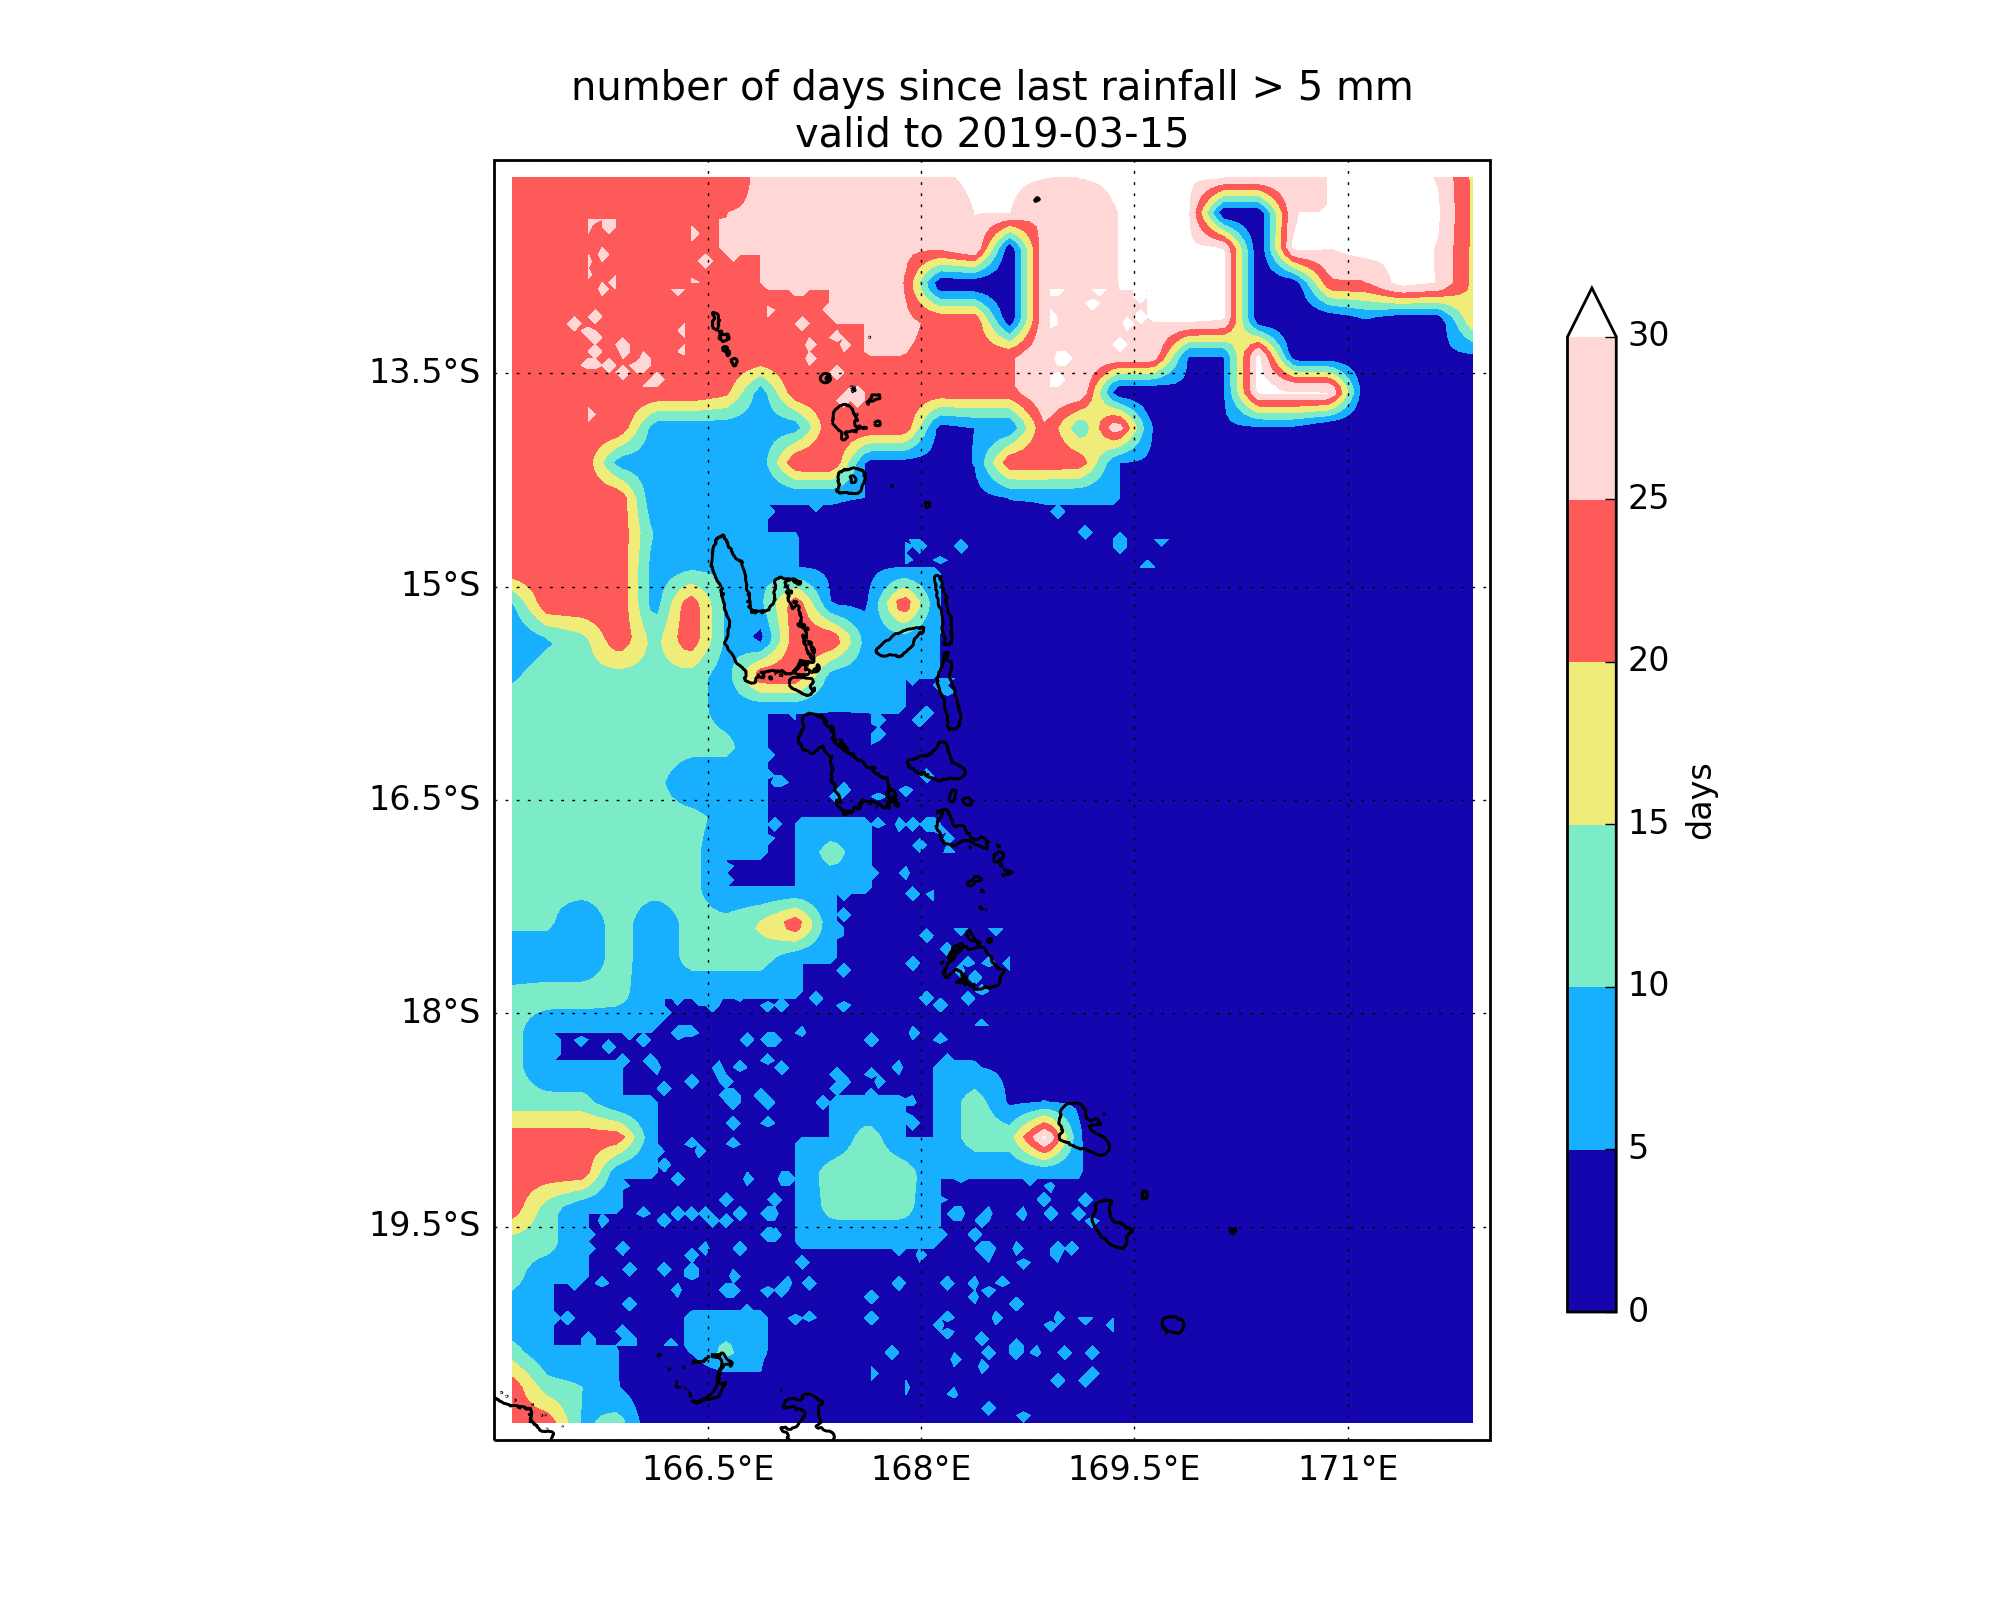 number of days since last rainfall > 5 mm
valid to 2019-03-15
13.5°S
15°S
16.5°S
18°S
19.5°S
166.5°E
168°E
169.5°E
171°E
30
25
20
15
10
5
0
days